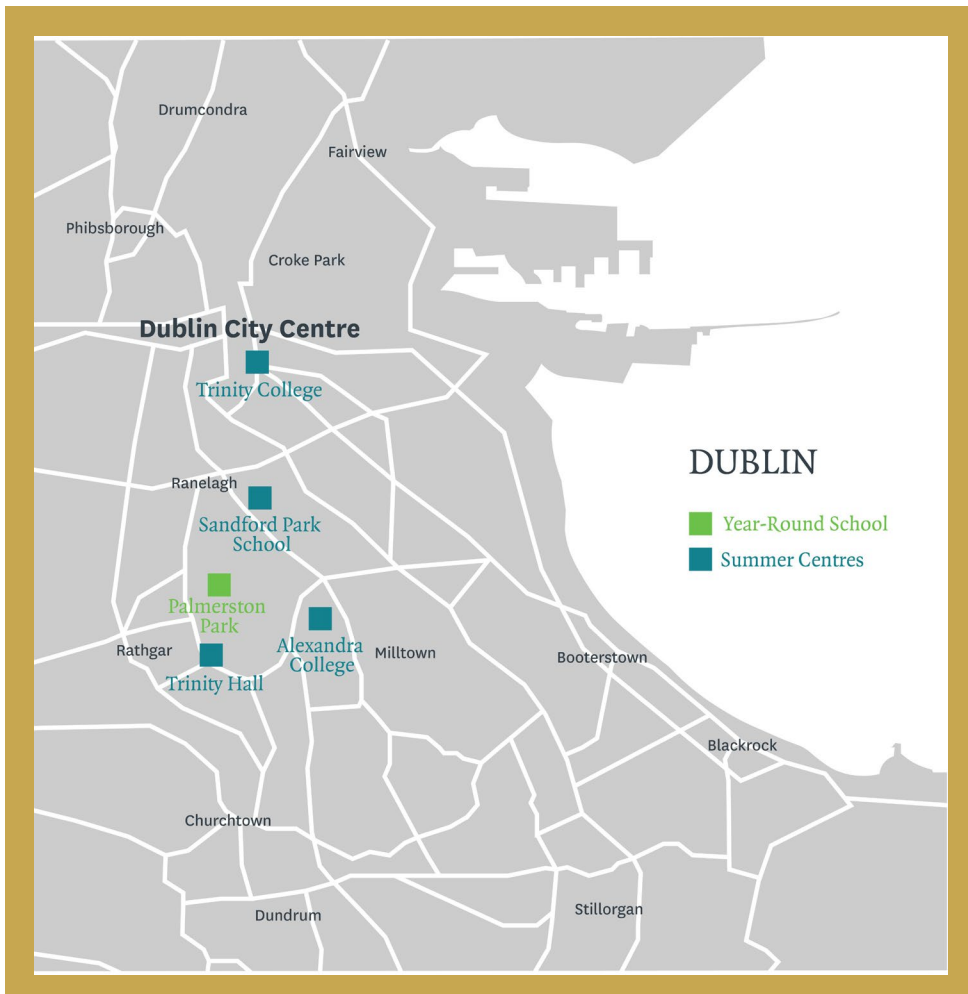 Drumcondra
Fairview
Phibsborough
Croke Park
Dublin City Centre
Trinity College
DUBLIN
Year-Round School
Summer Centres
Ranelagh
Sandford Park
School
Palmerston
Park
Rathgar
Alexandra
College
Milltown
Trinity Hall
Booterstown
Blackrock
Churchtown
Dundrum
Stillorgan